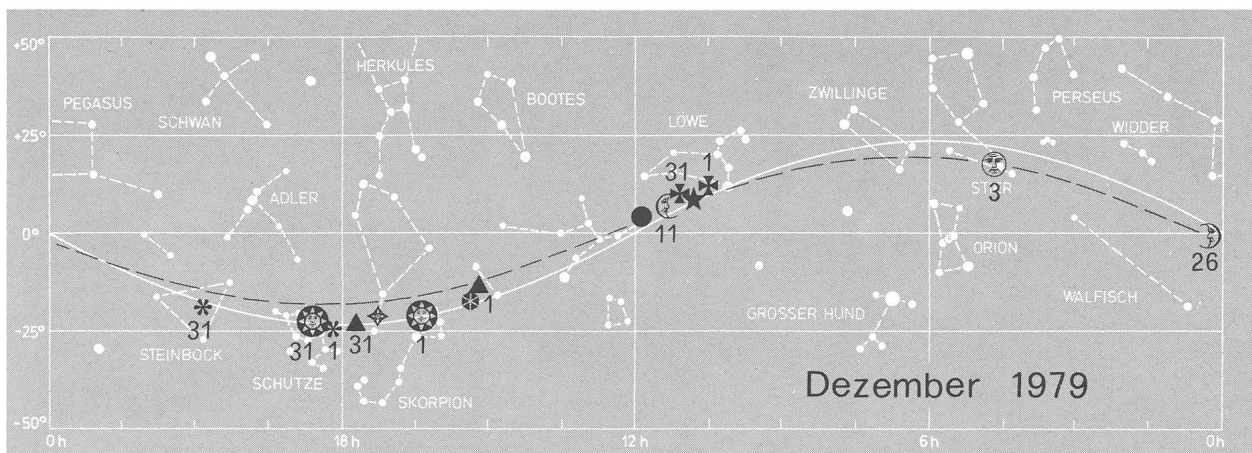 +50°
HERKULES
PEGASUS
SCHWAN
BOOTES
LÖWE
ZWILLINGE
PERSEUS
WIDDER
+25°
31
1
ADLER
STIER
3
11
0°
ORION
26
31
1
STEINBOCK
31
1
31
1
GROSSER HUND
WALFISCH
-25°
SCHÜTZE
SKORPION
Dezember 1979
-50°
0h
18h
12h
6h
0h